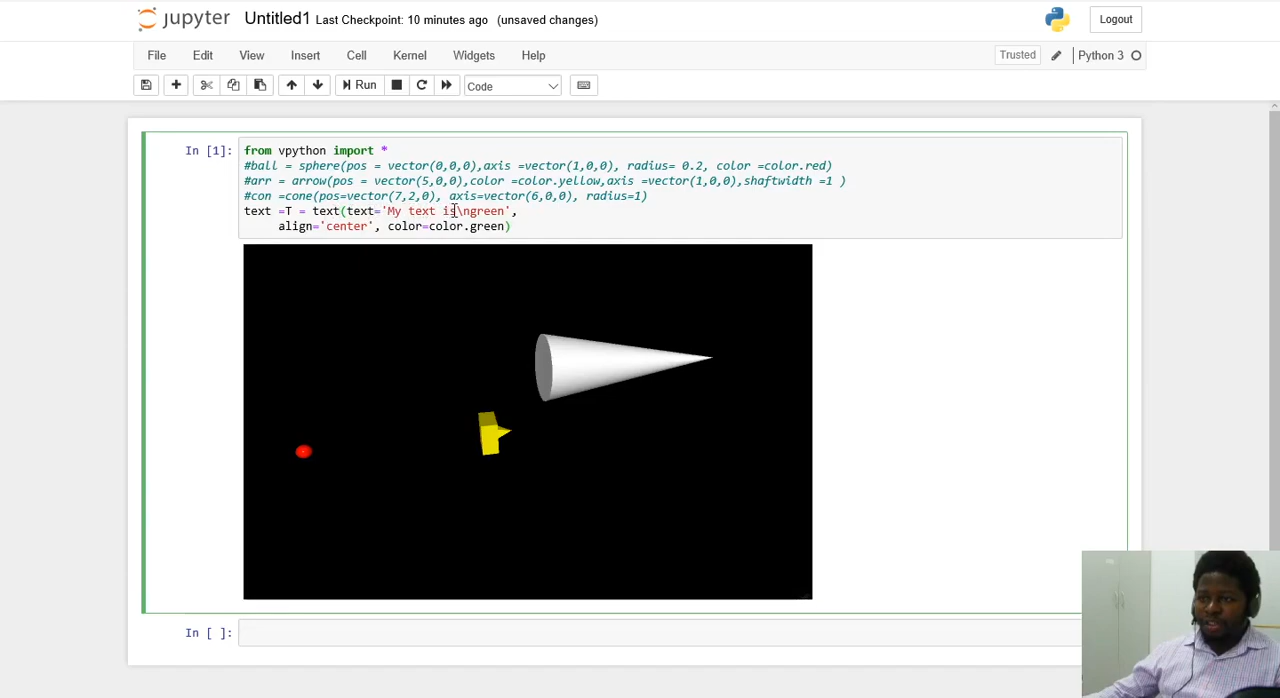 jupyter Untitled1 Last Checkpoint: 10 minutes ago (unsaved changes)
Logout
File Edit View Insert Cell Kernel Widgets Help
Trusted Python 3
Run Code
In [1]: from vpython import *
#ball = sphere(pos = vector(0,0,0),axis =vector(1,0,0), radius= 0.2, color =color.red)
#arr = arrow(pos = vector(5,0,0),color =color.yellow,axis =vector(1,0,0),shaftwidth =1 )
#con =cone(pos=vector(7,2,0), axis=vector(6,0,0), radius=1)
text =T = text(text='My text is\ngreen',
align='center', color=color.green)
In [ ]: